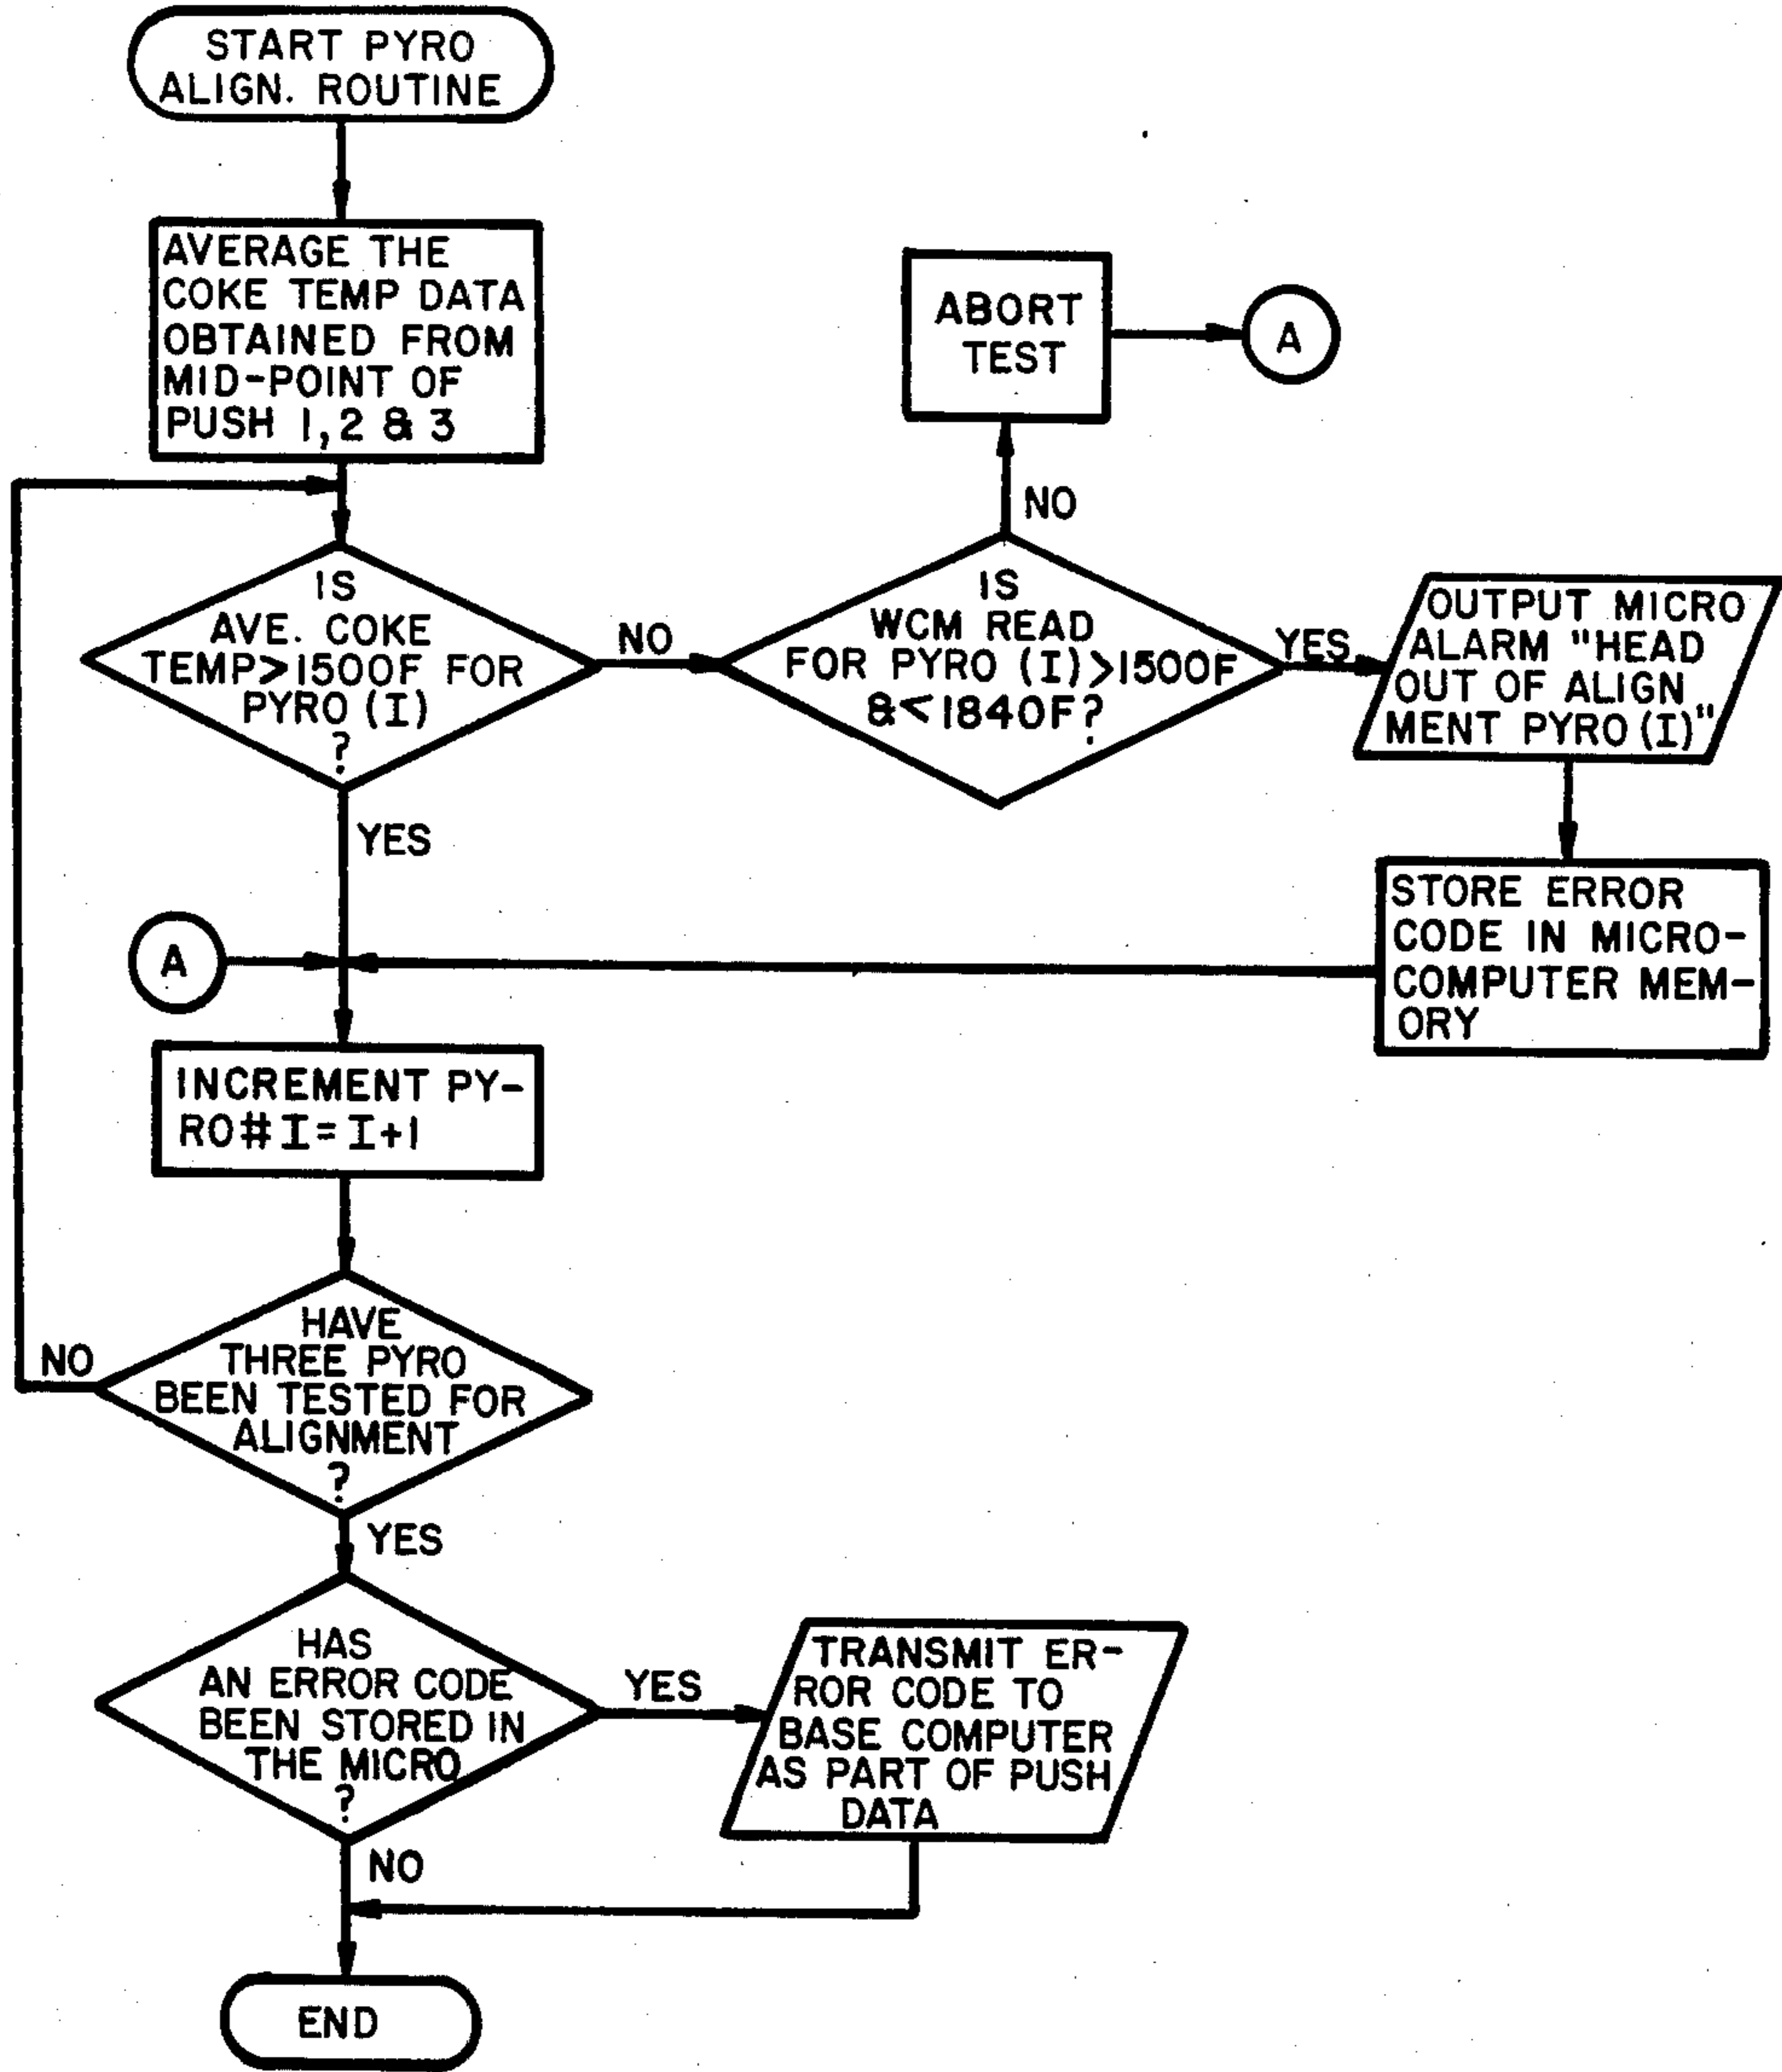 START PYRO
ALIGN. ROUTINE
AVERAGE THE
COKE TEMP DATA
OBTAINED FROM
MID-POINT OF
PUSH 1,2 & 3
ABORT
TEST
A
NO
IS
AVE. COKE
TEMP>1500F FOR
PYRO (I)
?
NO
IS
WCM READ
FOR PYRO (I)>1500F
&<1840F?
YES
OUTPUT MICRO
ALARM "HEAD
OUT OF ALIGN
MENT PYRO (I)"
YES
STORE ERROR
CODE IN MICRO-
COMPUTER MEM-
ORY
A
INCREMENT PY-
RO#I=I+1
HAVE
THREE PYRO
BEEN TESTED FOR
ALIGNMENT
?
NO
YES
HAS
AN ERROR CODE
BEEN STORED IN
THE MICRO
?
YES
TRANSMIT ER-
ROR CODE TO
BASE COMPUTER
AS PART OF PUSH
DATA
NO
END